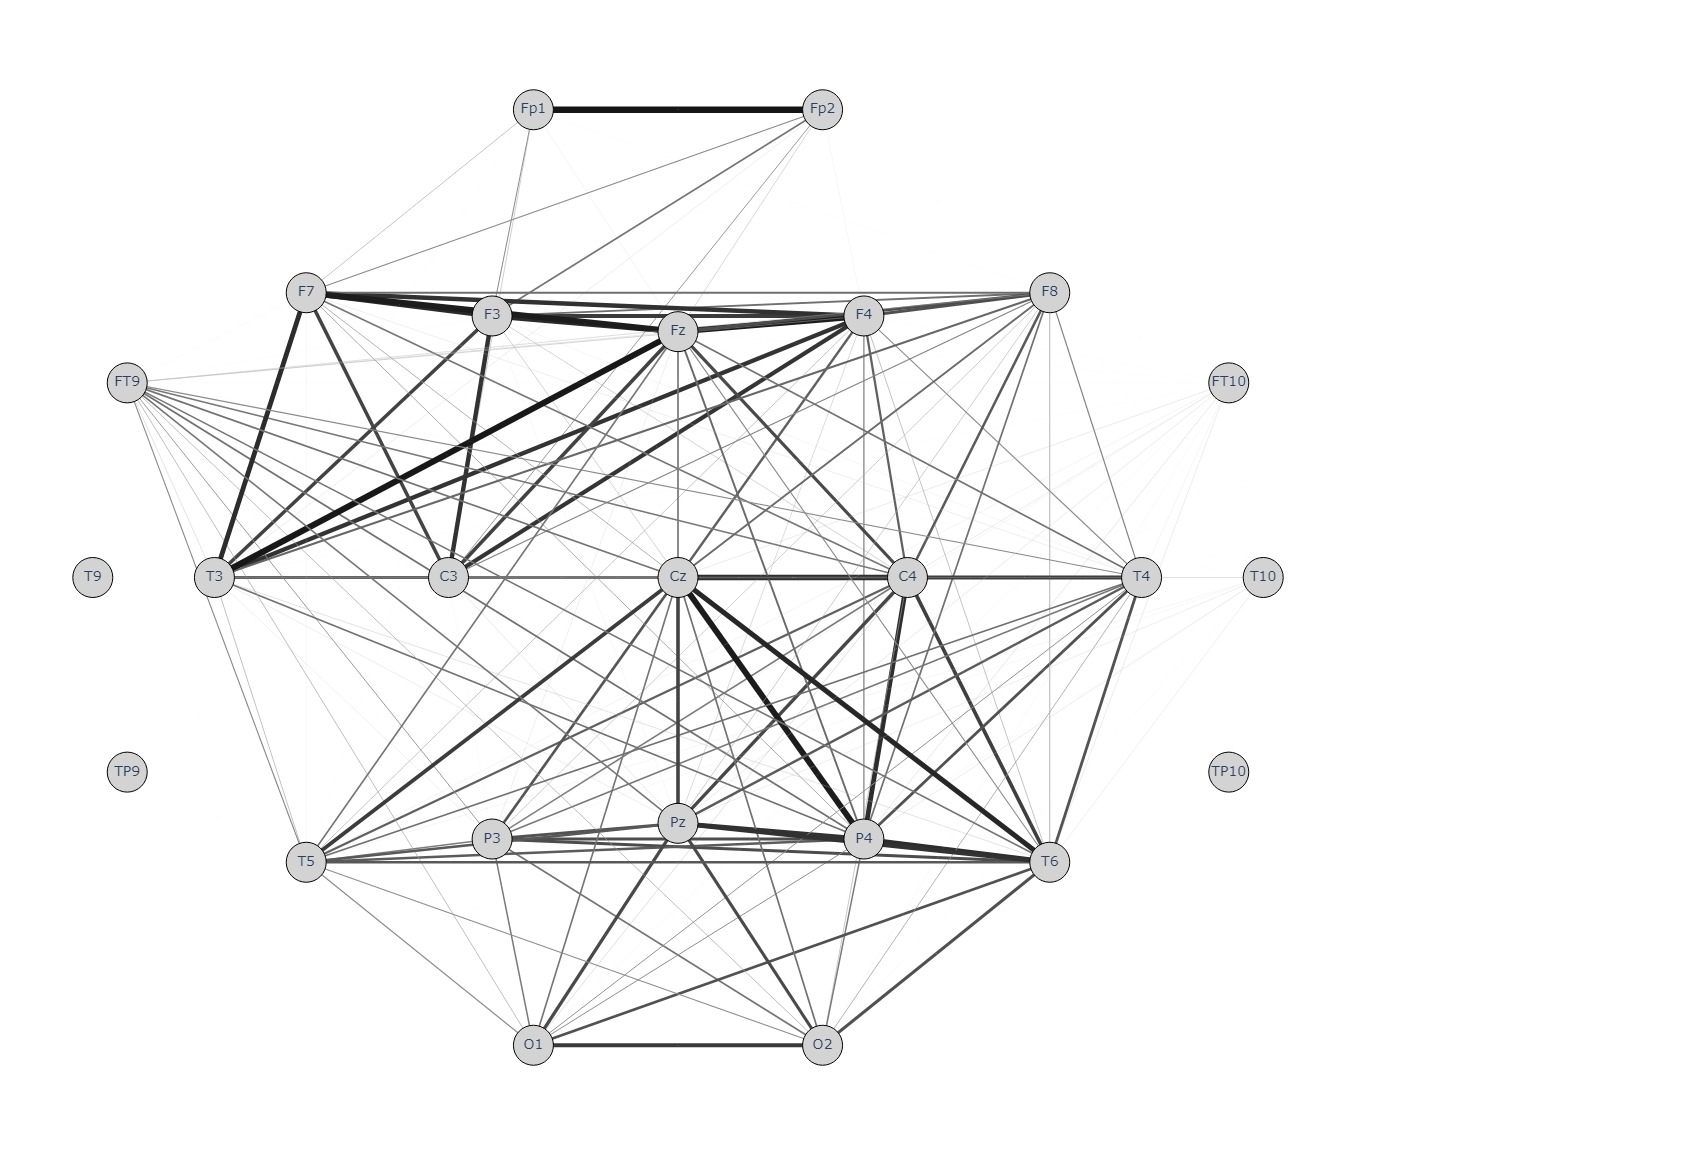 Fp1 Fp2
F7 F3 Fz F4 F8
FT9 FT10
T9 T3 C3 Cz C4 T4 T10
TP9 TP10
T5 P3 Pz P4 T6
O1 O2